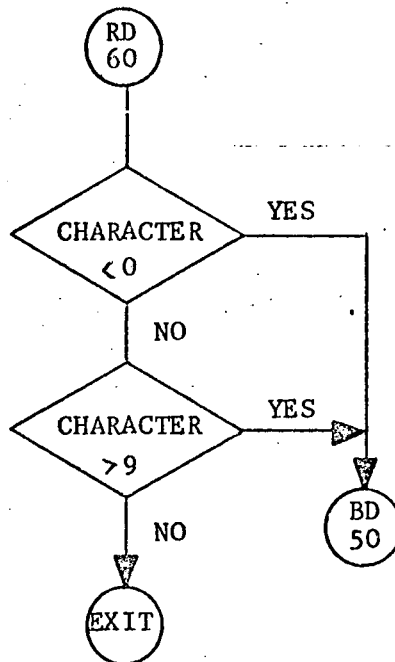 RD
60
CHARACTER
<0
YES
NO
CHARACTER
>9
YES
NO
BD
50
EXIT